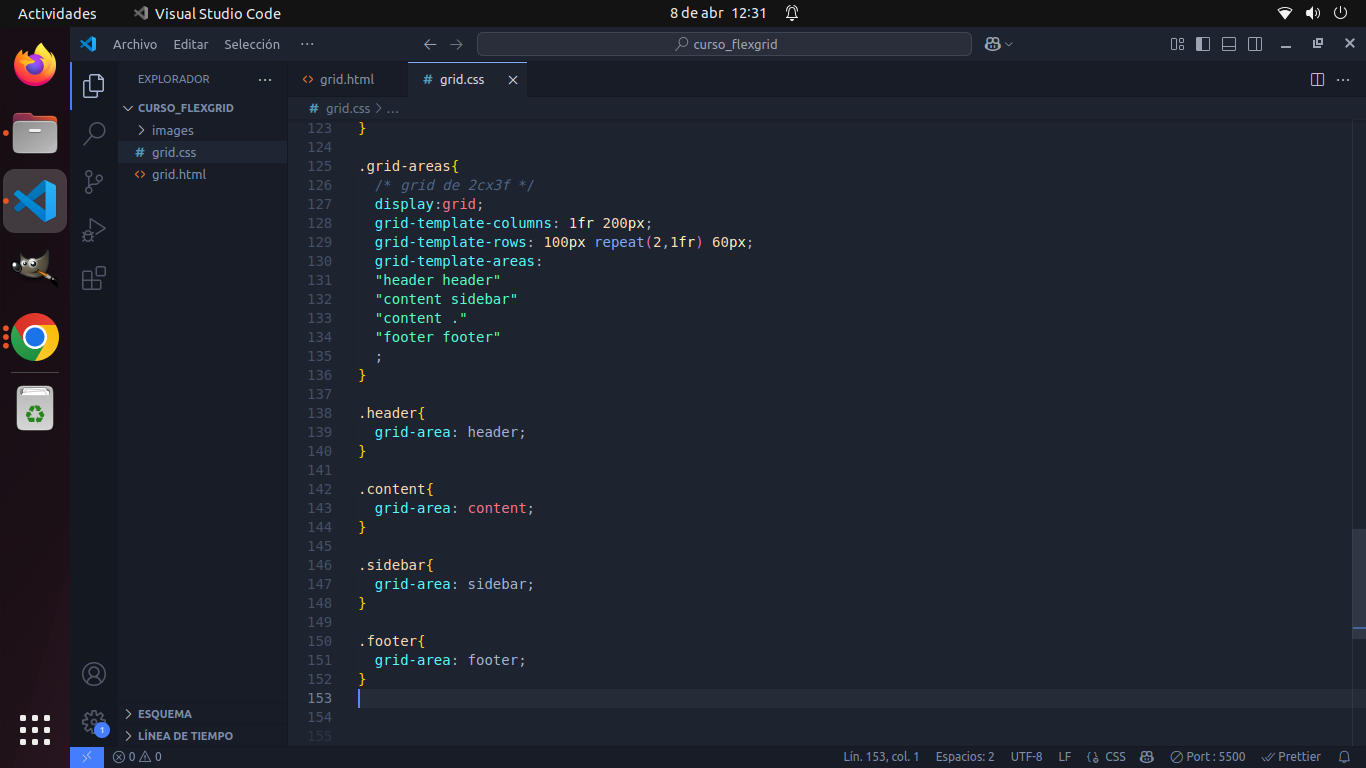 Actividades
Visual Studio Code
8 de abr 12:31
Archivo Editar Selección ···
curso_flexgrid
EXPLORADOR ···
CURSO_FLEXGRID
images
# grid.css
<> grid.html
<> grid.html
# grid.css
# grid.css > ...
123 }
124
125 .grid-areas{
126 /* grid de 2cx3f */
127 display:grid;
128 grid-template-columns: 1fr 200px;
129 grid-template-rows: 100px repeat(2,1fr) 60px;
130 grid-template-areas:
131 "header header"
132 "content sidebar"
133 "content ."
134 "footer footer"
135 ;
136 }
137
138 .header{
139 grid-area: header;
140 }
141
142 .content{
143 grid-area: content;
144 }
145
146 .sidebar{
147 grid-area: sidebar;
148 }
149
150 .footer{
151 grid-area: footer;
152 }
153
154
155
ESQUEMA
LÍNEA DE TIEMPO
1
0 0
Lín. 153, col. 1
Espacios: 2
UTF-8
LF
CSS
Port : 5500
Prettier